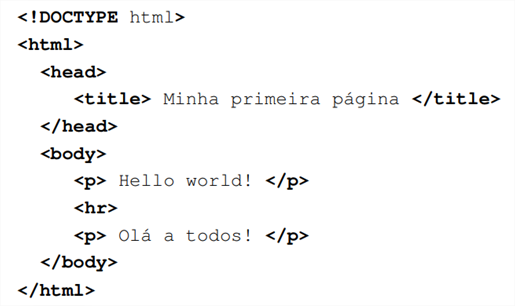 <!DOCTYPE html>
<html>
<head>
<title> Minha primeira página </title>
</head>
<body>
<p> Hello world! </p>
<hr>
<p> Olá a todos! </p>
</body>
</html>